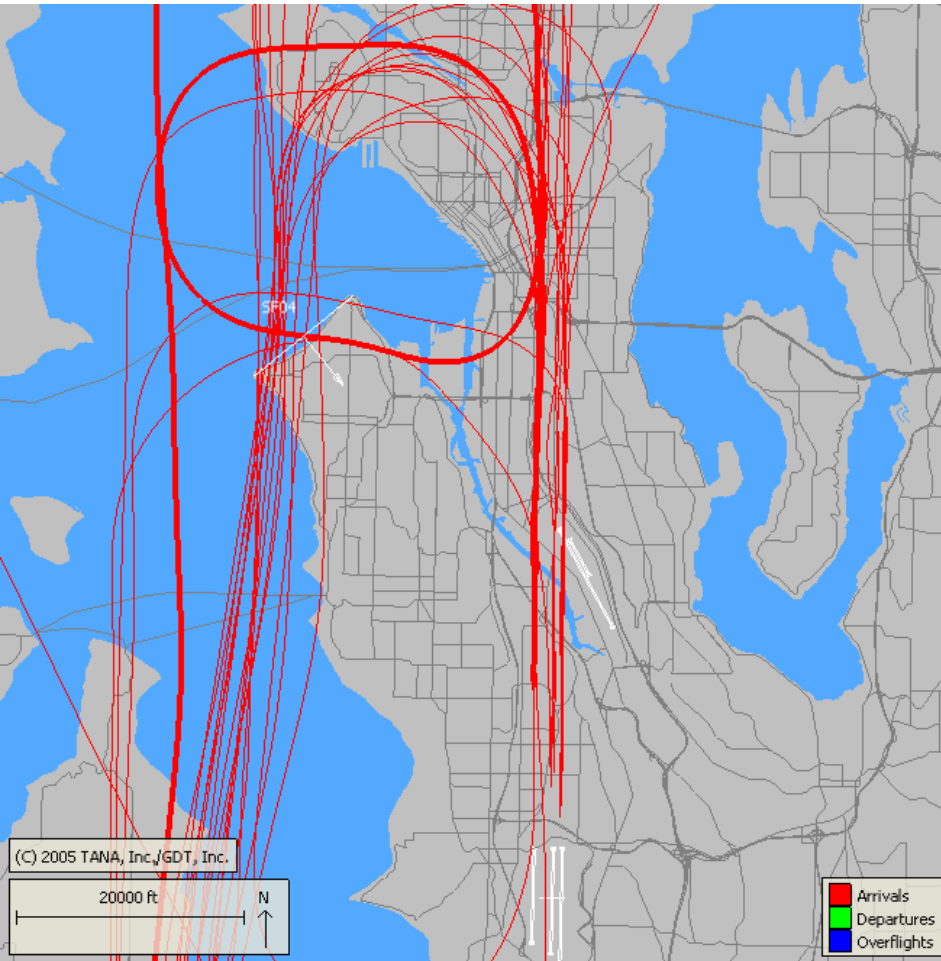 SF04
(C) 2005 TANA, Inc./GDT, Inc.
20000 ft
N
Arrivals
Departures
Overflights